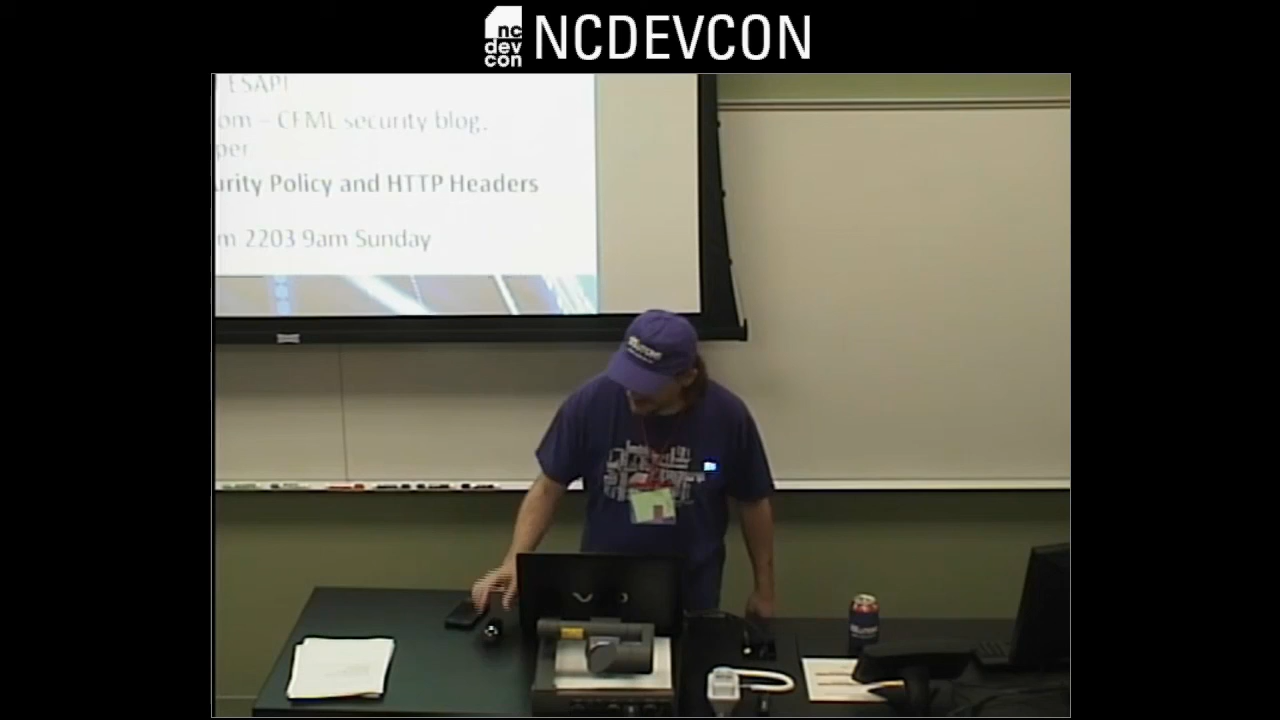 nc
dev
con
NCDEVCON
ESAPI
om – CFML security blog,
per
urity Policy and HTTP Headers
m 2203 9am Sunday